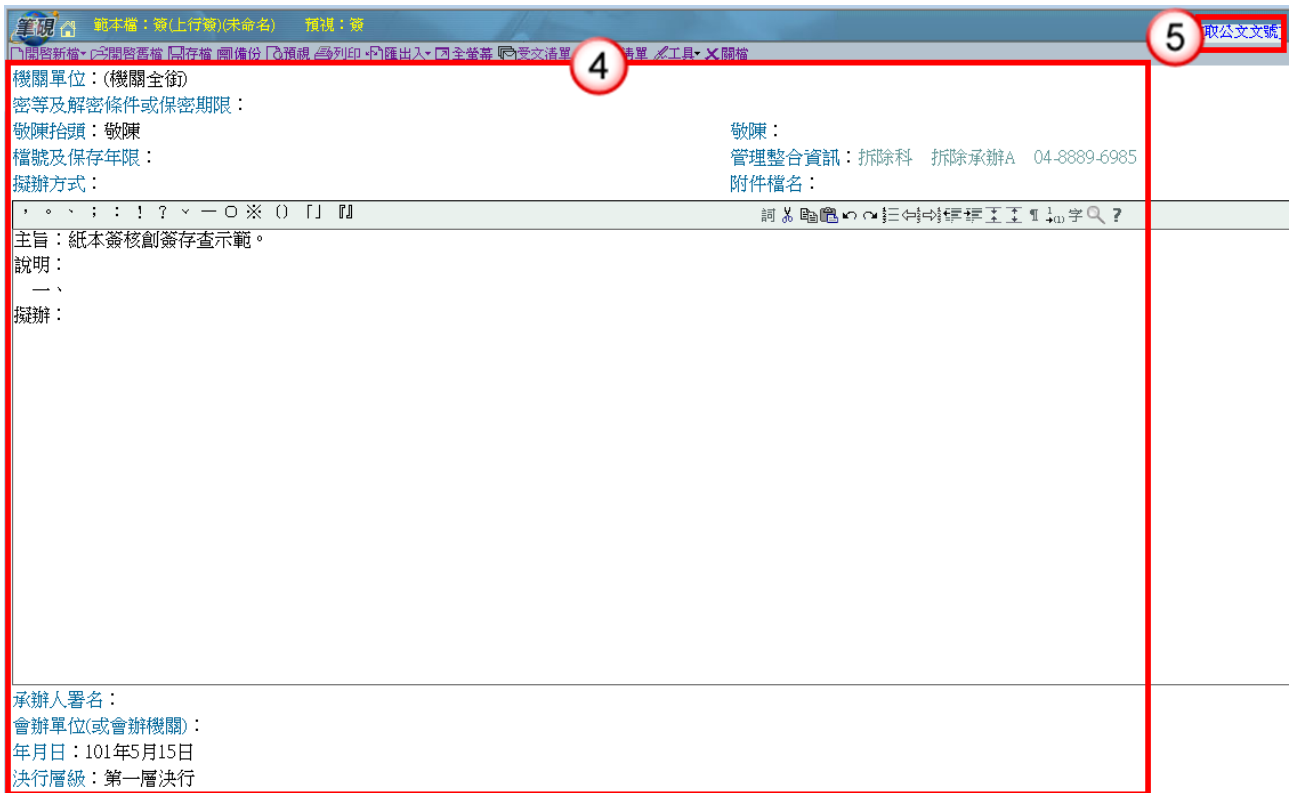 筆硯 範本檔：簽(上行簽)(未命名) 預視：簽
5 取公文文號
開啟新檔 開啟舊檔 存檔 備份 預視 列印 匯出入 全螢幕 受文清單 清單 工具 關檔
4
機關單位：(機關全銜)
密等及解密條件或保密期限：
敬陳抬頭：敬陳 敬陳：
檔號及保存年限： 管理整合資訊：拆除科 拆除承辦A 04-8889-6985
擬辦方式： 附件檔名：
，。、；：！？ˇ—○※（）「」『』 詞 字 ?
主旨：紙本簽核創簽存查示範。
說明：
一、
擬辦：
承辦人署名：
會辦單位(或會辦機關)：
年月日：101年5月15日
決行層級：第一層決行